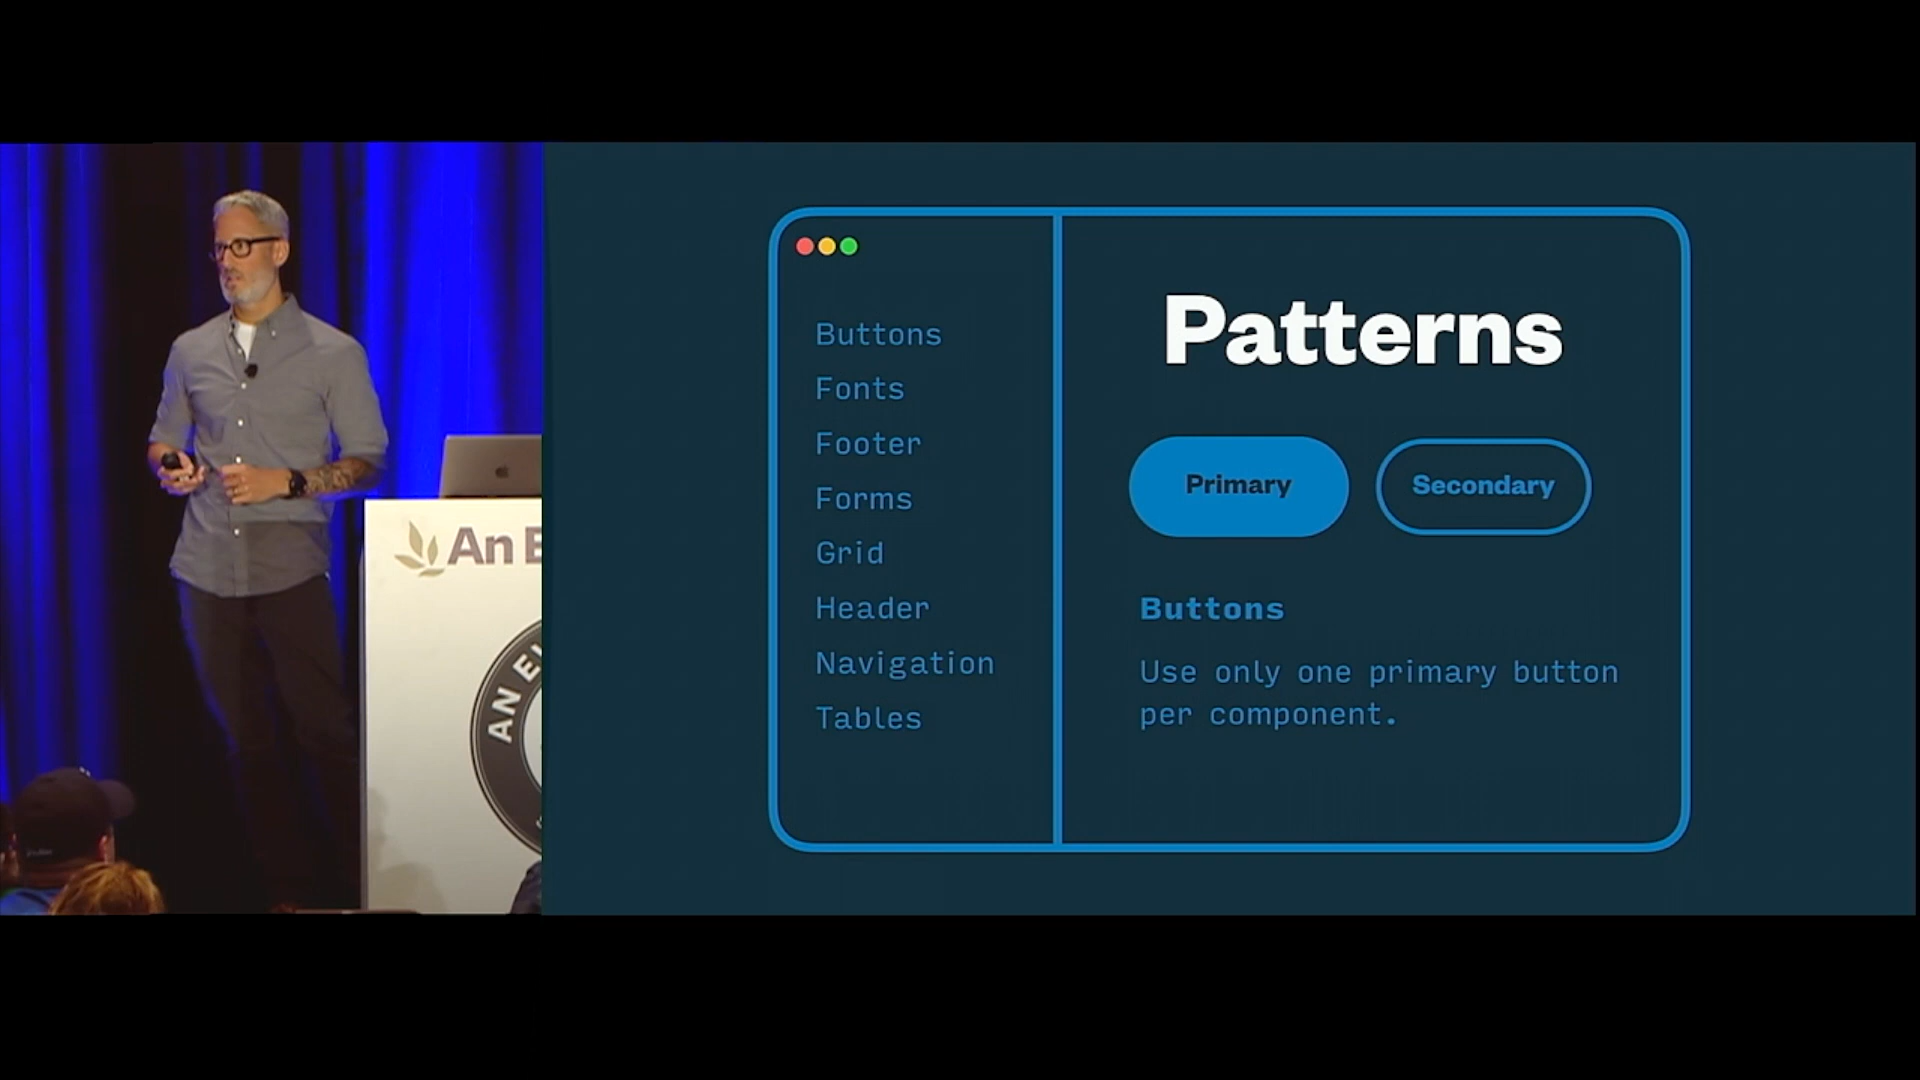 An E
AN EV
Patterns
Buttons
Fonts
Footer
Forms
Grid
Header
Navigation
Tables
Primary
Secondary
Buttons
Use only one primary button
per component.